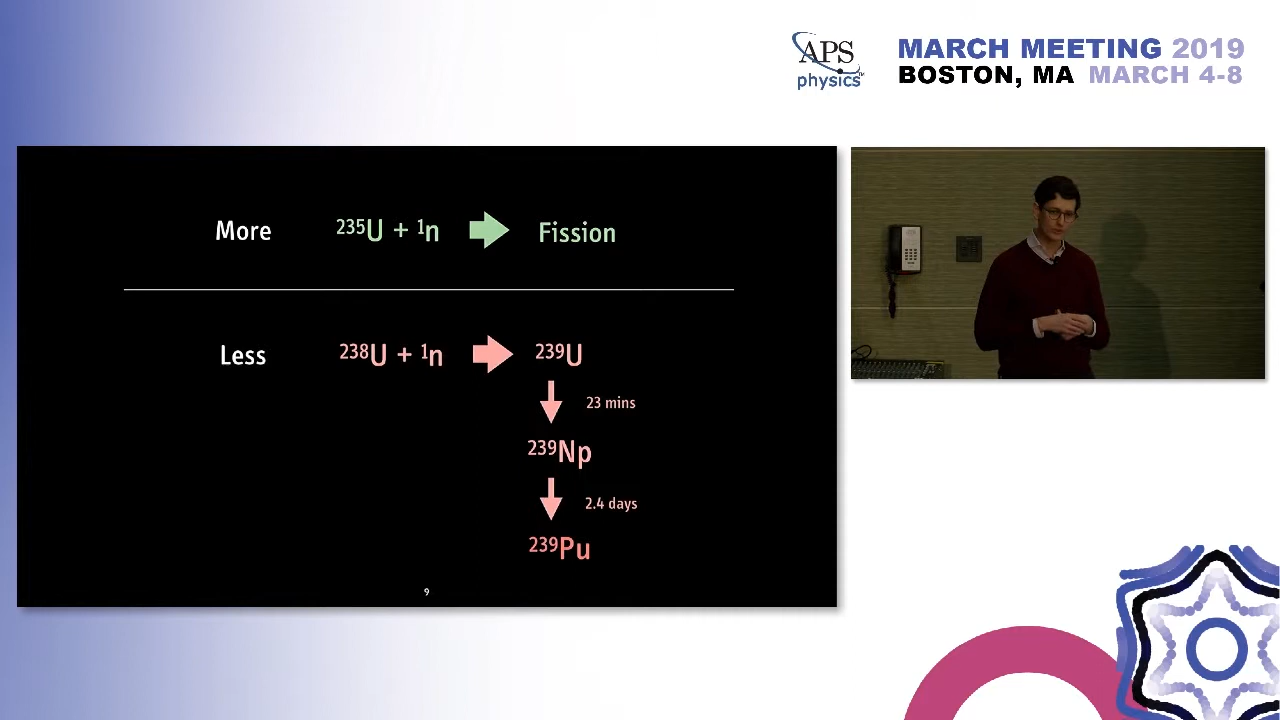 APS
physics™
MARCH MEETING 2019
BOSTON, MA MARCH 4-8
More ²³⁵U + ¹n Fission
Less ²³⁸U + ¹n ²³⁹U
23 mins
²³⁹Np
2.4 days
²³⁹Pu
9